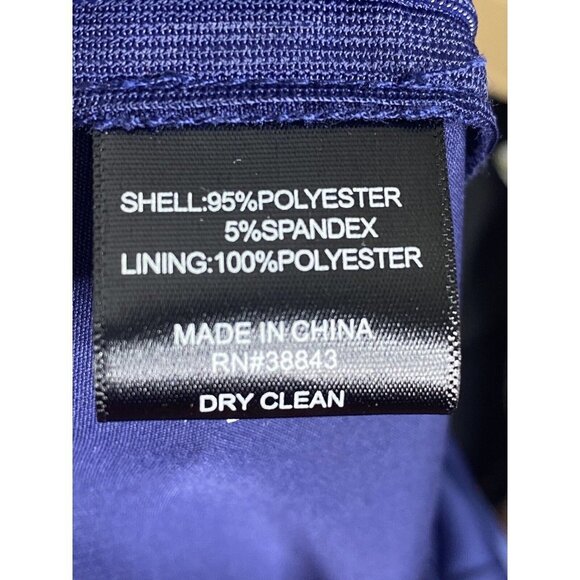 SHELL:95%POLYESTER
5%SPANDEX
LINING:100%POLYESTER
MADE IN CHINA
RN#38843
DRY CLEAN